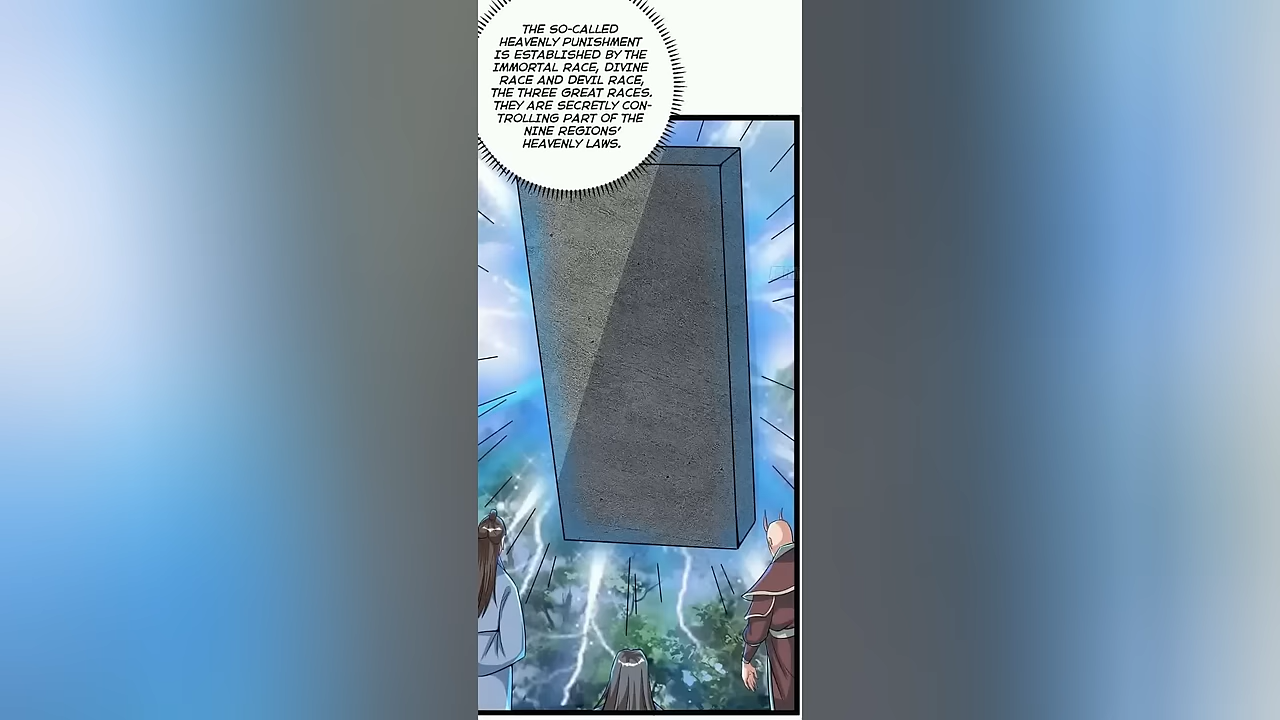 THE SO-CALLED
HEAVENLY PUNISHMENT
IS ESTABLISHED BY THE
IMMORTAL RACE, DIVINE
RACE AND DEVIL RACE,
THE THREE GREAT RACES.
THEY ARE SECRETLY CON-
TROLLING PART OF THE
NINE REGIONS'
HEAVENLY LAWS.